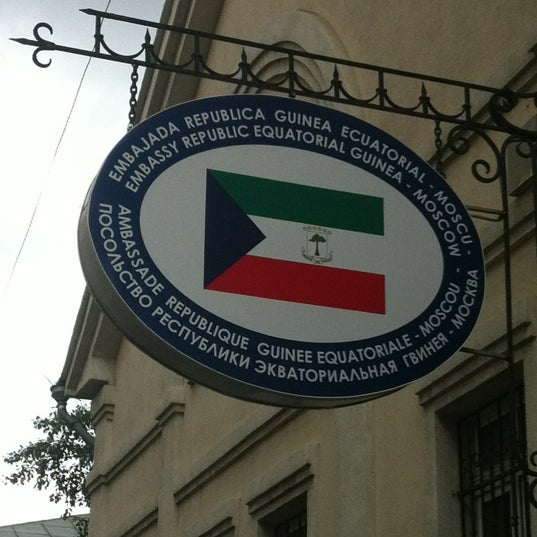 EMBAJADA REPUBLICA GUINEA ECUATORIAL - MOSCU -
EMBASSY REPUBLIC EQUATORIAL GUINEA - MOSCOW -
AMBASSADE REPUBLIQUE GUINEE EQUATORIALE - MOSCOU -
ПОСОЛЬСТВО РЕСПУБЛИКИ ЭКВАТОРИАЛЬНАЯ ГВИНЕЯ - МОСКВА